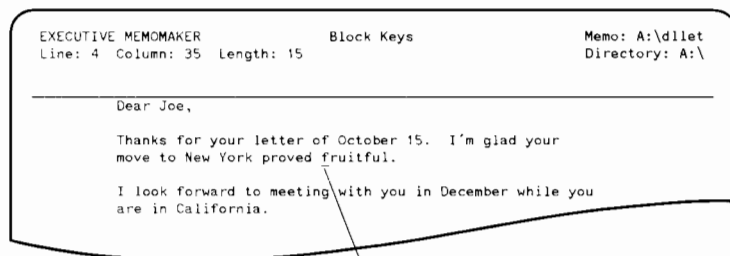 EXECUTIVE MEMOMAKER Block Keys Memo: A:\dllet
Line: 4 Column: 35 Length: 15 Directory: A:\
Dear Joe,
Thanks for your letter of October 15. I'm glad your
move to New York proved fruitful.
I look forward to meeting with you in December while you
are in California.